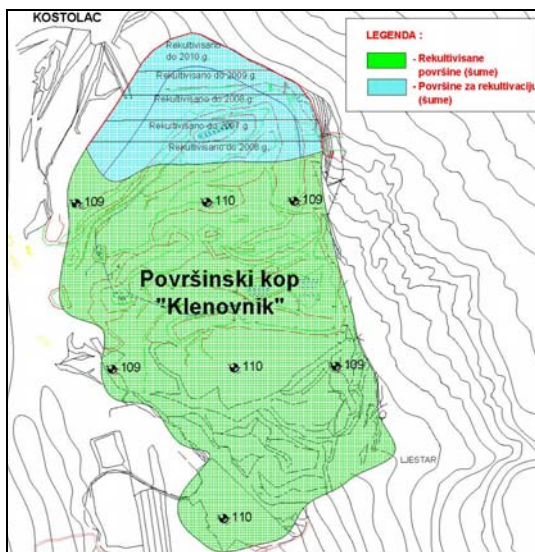 KOSTOLAC
LEGENDA :
- Rekultivisane
površine (šume)
- Površine za rekultivaciju
(šume)
Rekultivisano
do 2010 g.
Rekultivisano do 2009 g.
Rekultivisano do 2008 g.
Rekultivisano do 2007 g.
Rekultivisano do 2006 g.
109
110
109
Površinski kop
"Klenovnik"
109
110
109
LJESTAR
110